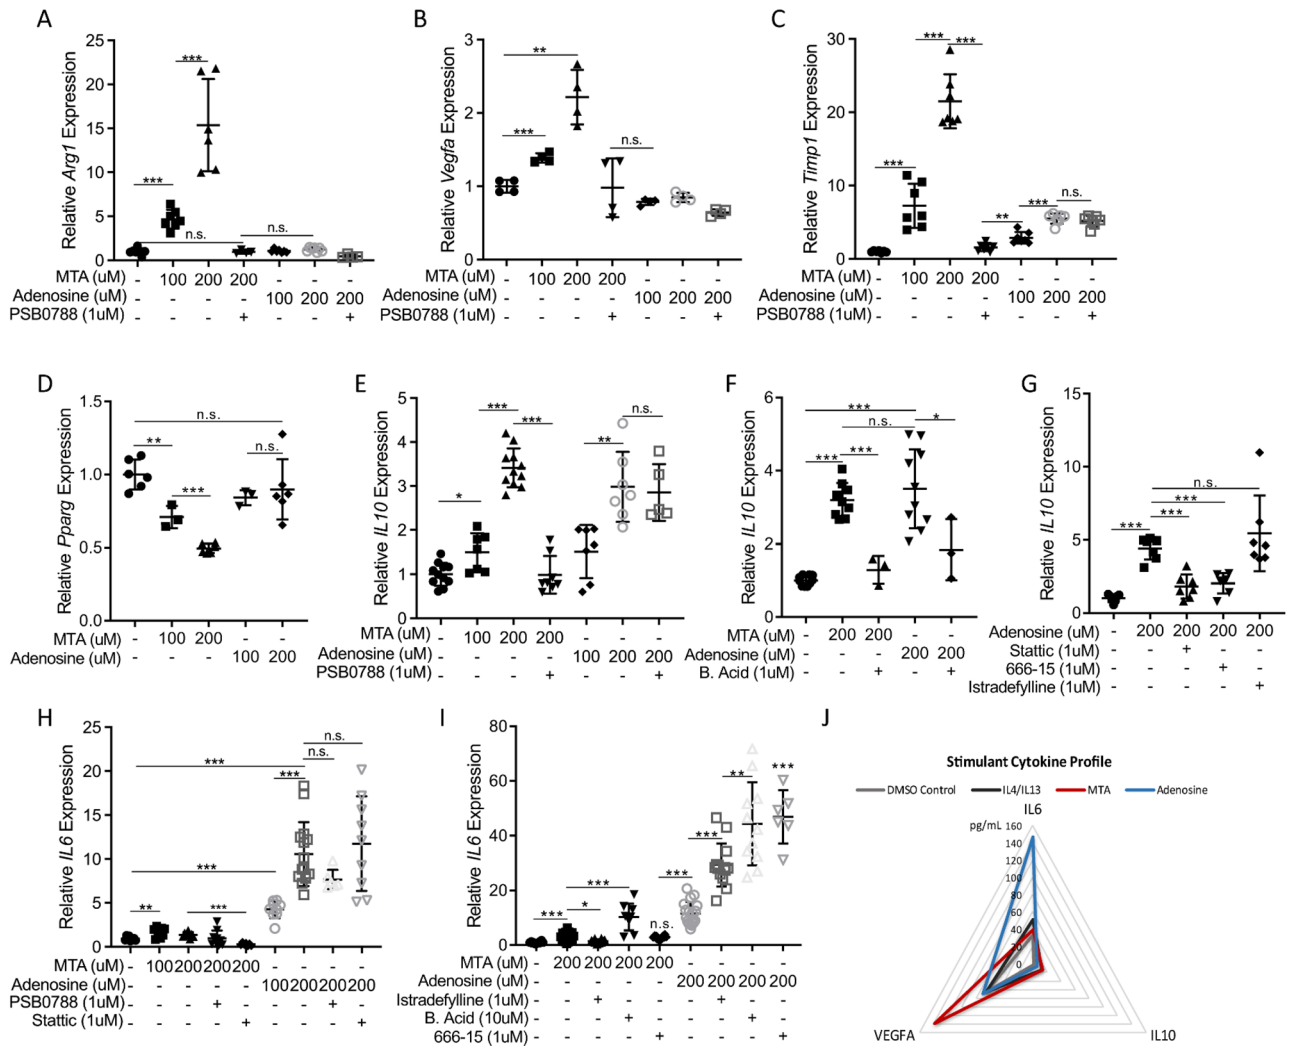 A
Relative Arg1 Expression
25
20
15
10
5
0
***
***
n.s.
n.s.
MTA (uM) - 100 200 200 - - -
Adenosine (uM) - - - - 100 200 200
PSB0788 (1uM) - - - + - - +
B
Relative Vegfa Expression
3
2
1
0
**
***
n.s.
MTA (uM) - 100 200 200 - - -
Adenosine (uM) - - - - 100 200 200
PSB0788 (1uM) - - - + - - +
C
Relative Timp1 Expression
30
20
10
0
***
***
***
**
***
n.s.
MTA (uM) - 100 200 200 - - -
Adenosine (uM) - - - - 100 200 200
PSB0788 (1uM) - - - + - - +
D
Relative Pparg Expression
1.5
1.0
0.5
0.0
n.s.
**
***
n.s.
MTA (uM) - 100 200 - -
Adenosine (uM) - - - 100 200
E
Relative IL10 Expression
5
4
3
2
1
0
*
***
***
**
n.s.
MTA (uM) - 100 200 200 - - -
Adenosine (uM) - - - - 100 200 200
PSB0788 (1uM) - - - + - - +
F
Relative IL10 Expression
6
4
2
0
***
n.s.
*
***
***
MTA (uM) - 200 200 - -
Adenosine (uM) - - - 200 200
B. Acid (1uM) - - + - +
G
Relative IL10 Expression
15
10
5
0
n.s.
***
***
***
Adenosine (uM) - 200 200 200 200
Stattic (1uM) - - + - -
666-15 (1uM) - - - + -
Istradefylline (1uM) - - - - +
H
Relative IL6 Expression
25
20
15
10
5
0
n.s.
n.s.
***
***
***
**
***
MTA (uM) - 100 200 200 200 - - - -
Adenosine (uM) - - - - - 100 200 200 200
PSB0788 (1uM) - - - + - - - + -
Stattic (1uM) - - - - + - - - +
I
Relative IL6 Expression
80
60
40
20
0
***
**
***
***
***
*
***
n.s.
MTA (uM) - 200 200 200 200 - - - -
Adenosine (uM) - - - - - 200 200 200 200
Istradefylline (1uM) - - + - - - + - -
B. Acid (10uM) - - - + - - - + -
666-15 (1uM) - - - - + - - - +
J
Stimulant Cytokine Profile
DMSO Control IL4/IL13 MTA Adenosine
IL6
pg/mL
160
140
120
100
80
60
40
20
0
VEGFA
IL10